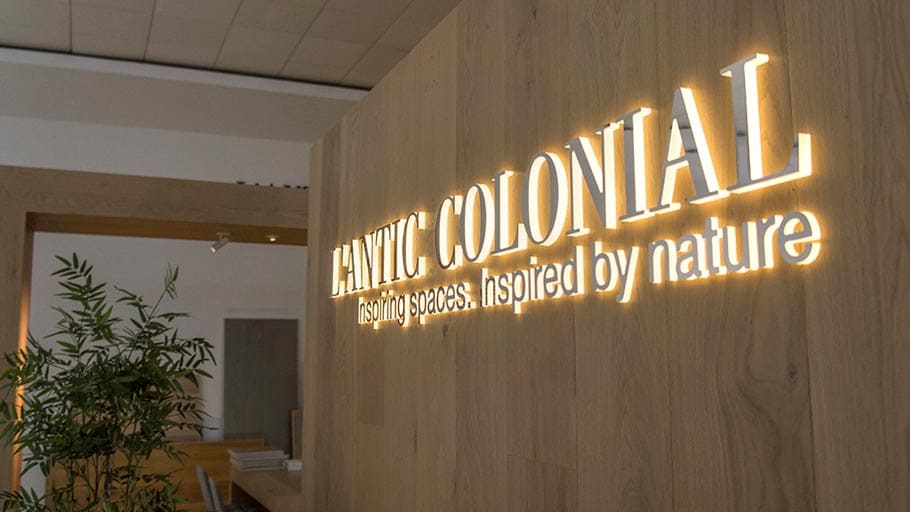 L'ANTIC COLONIAL
Inspiring spaces. Inspired by nature